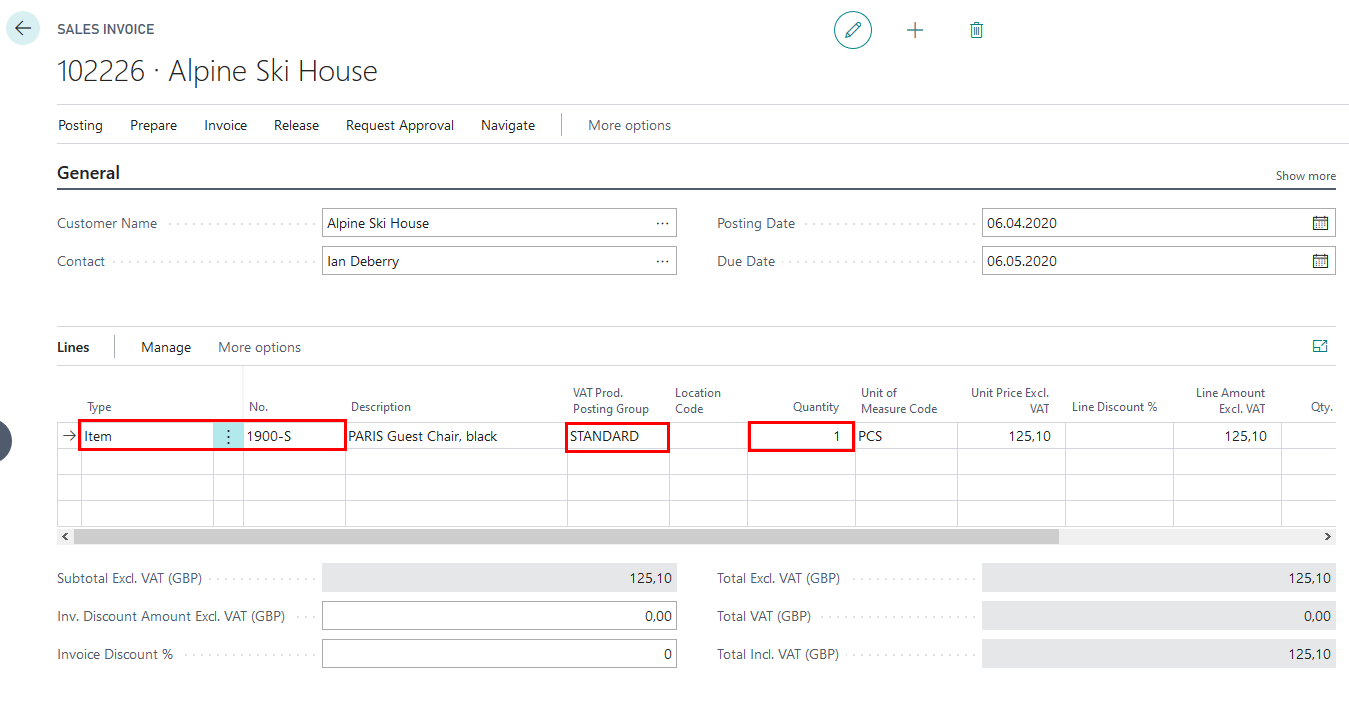 SALES INVOICE
102226 · Alpine Ski House
Posting Prepare Invoice Release Request Approval Navigate More options
General Show more
Customer Name Alpine Ski House Posting Date 06.04.2020
Contact Ian Deberry Due Date 06.05.2020
Lines Manage More options
Type No. Description VAT Prod. Posting Group Location Code Quantity Unit of Measure Code Unit Price Excl. VAT Line Discount % Line Amount Excl. VAT Qty.
Item 1900-S PARIS Guest Chair, black STANDARD 1 PCS 125,10 125,10
Subtotal Excl. VAT (GBP) 125,10 Total Excl. VAT (GBP) 125,10
Inv. Discount Amount Excl. VAT (GBP) 0,00 Total VAT (GBP) 0,00
Invoice Discount % 0 Total Incl. VAT (GBP) 125,10